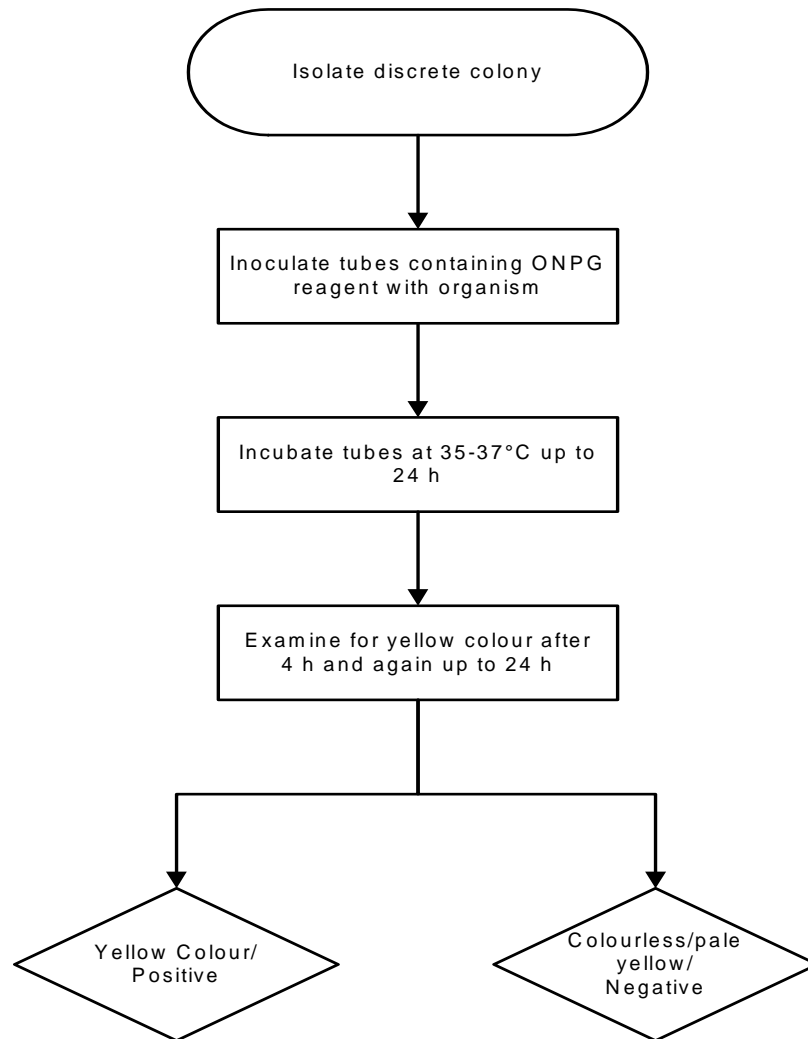 Isolate discrete colony
Inoculate tubes containing ONPG
reagent with organism
Incubate tubes at 35-37°C up to
24 h
Examine for yellow colour after
4 h and again up to 24 h
Yellow Colour/
Positive
Colourless/pale
yellow/
Negative